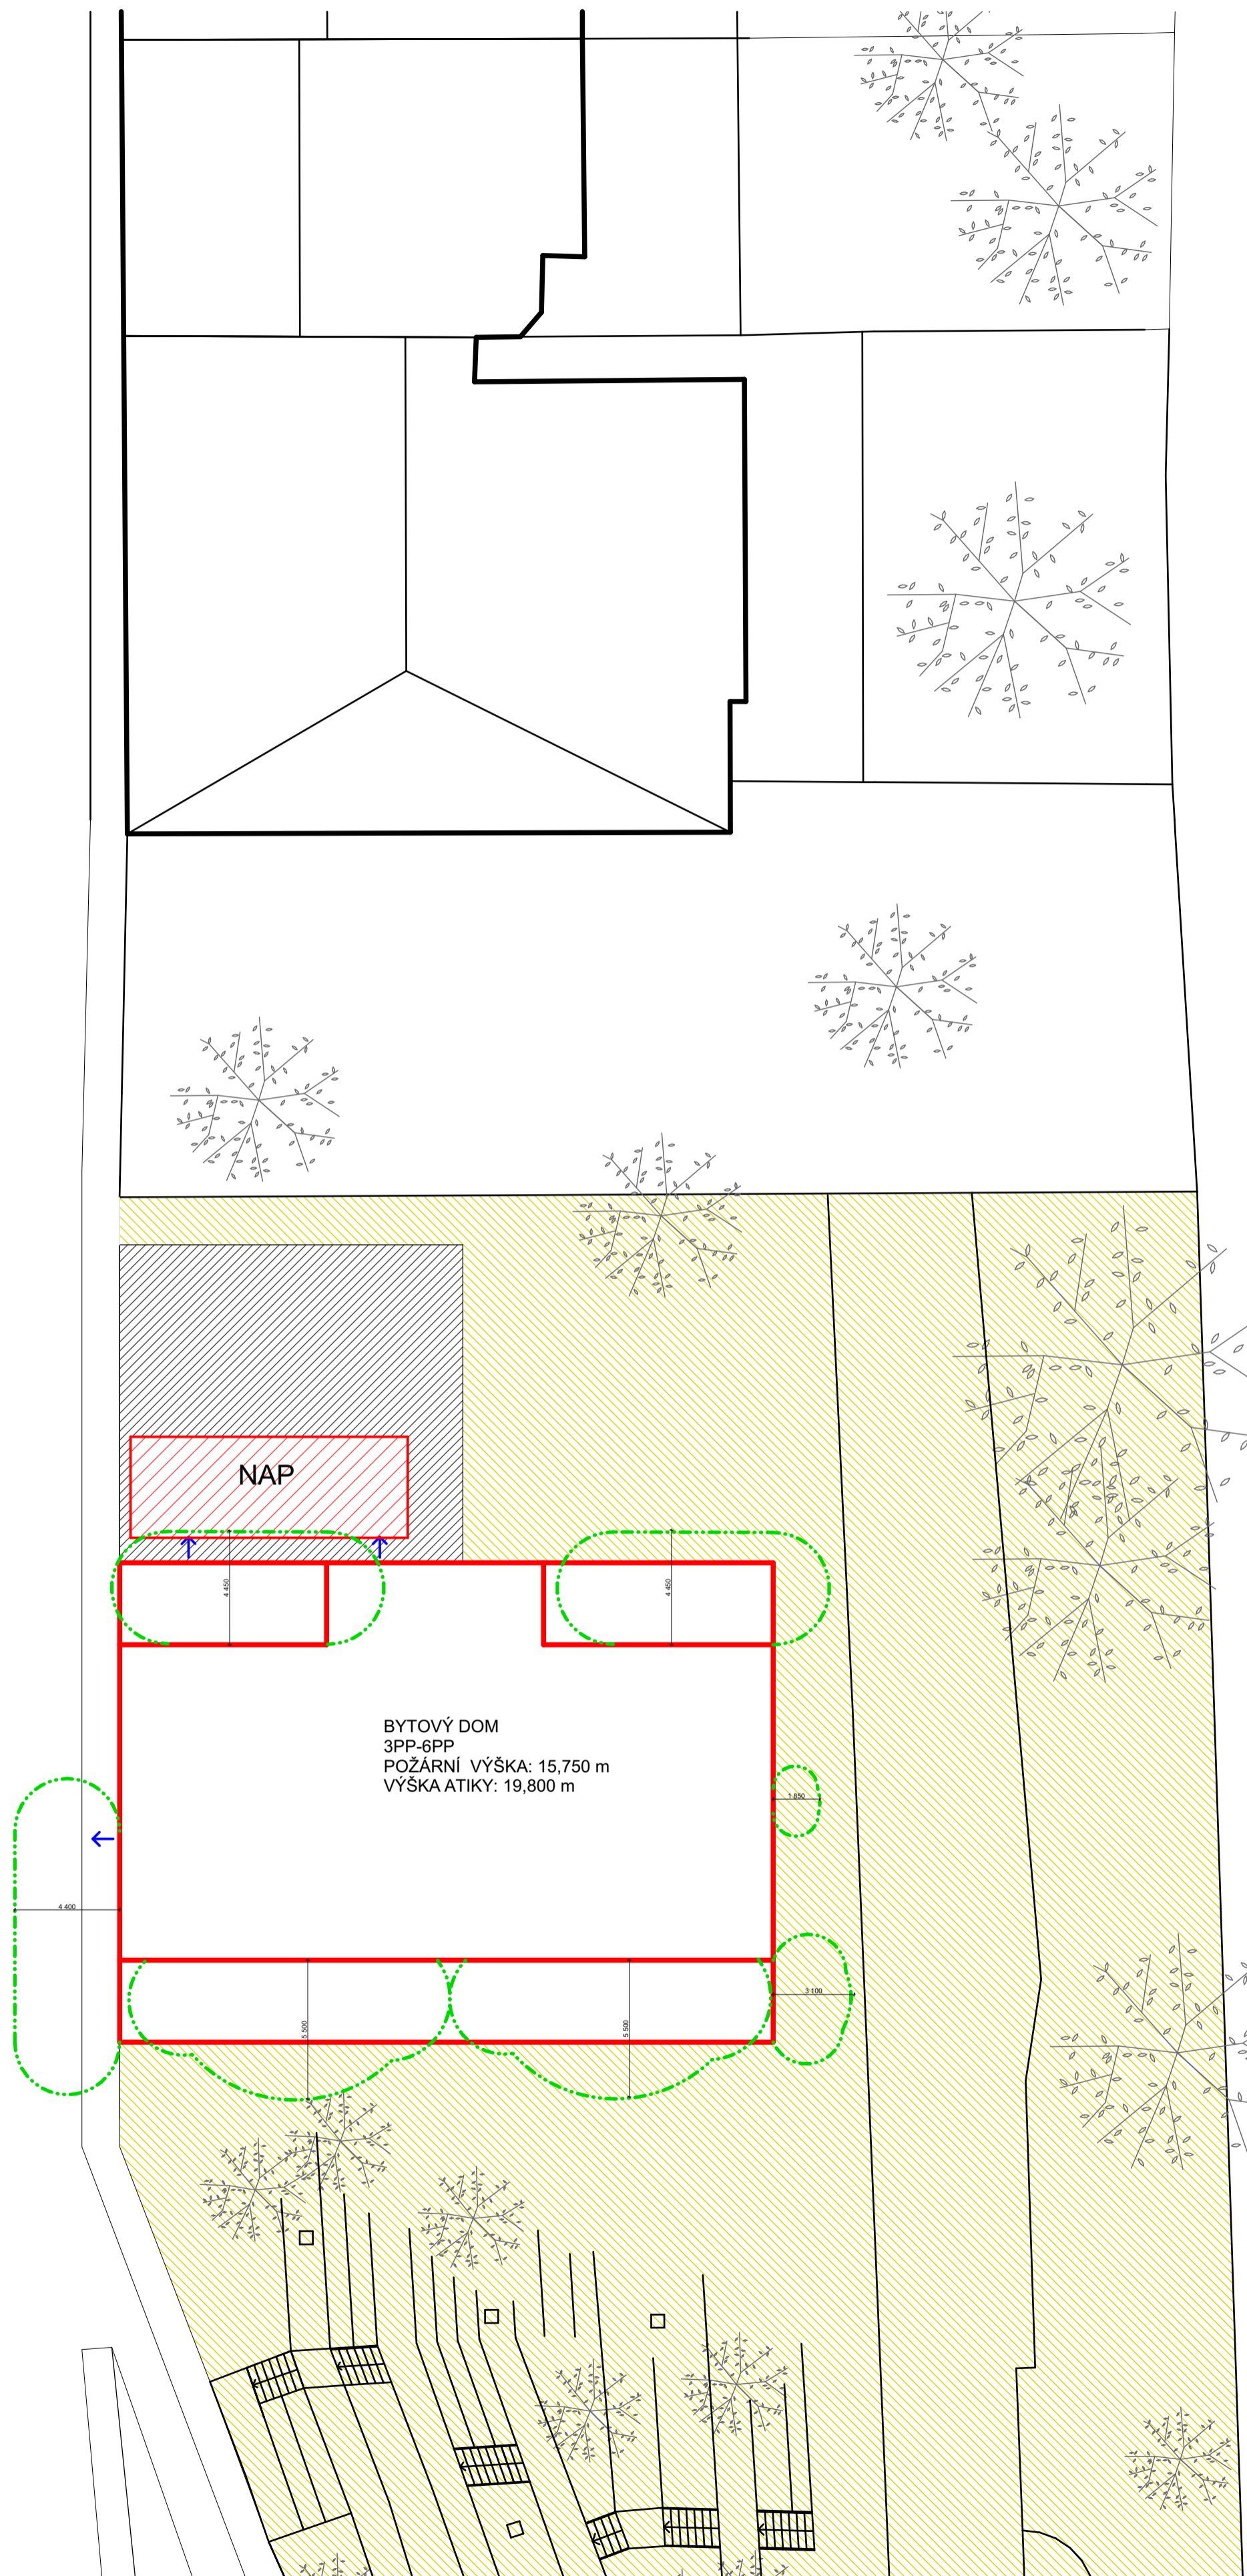 NAP
4 450
4 450
BYTOVÝ DOM
3PP-6PP
POŽÁRNÍ VÝŠKA: 15,750 m
VÝŠKA ATIKY: 19,800 m
1 850
4 400
3 100
5 500
5 500